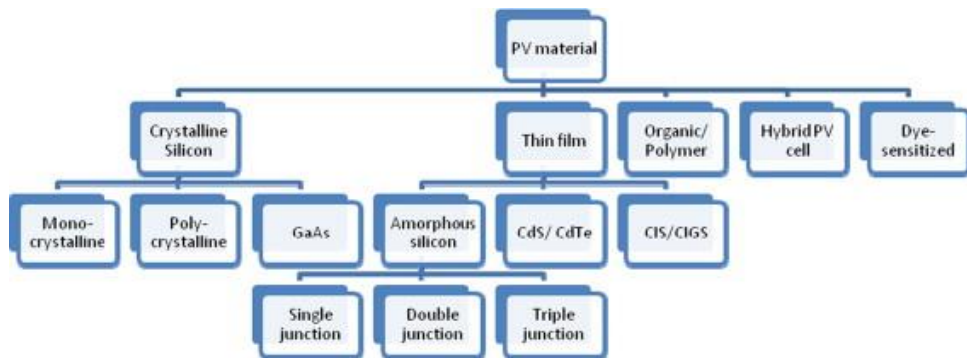 PV material
Crystalline
Silicon
Thin film
Organic/
Polymer
Hybrid PV
cell
Dye-
sensitized
Mono-
crystalline
Poly-
crystalline
GaAs
Amorphous
silicon
CdS/ CdTe
CIS/CIGS
Single
junction
Double
junction
Triple
junction